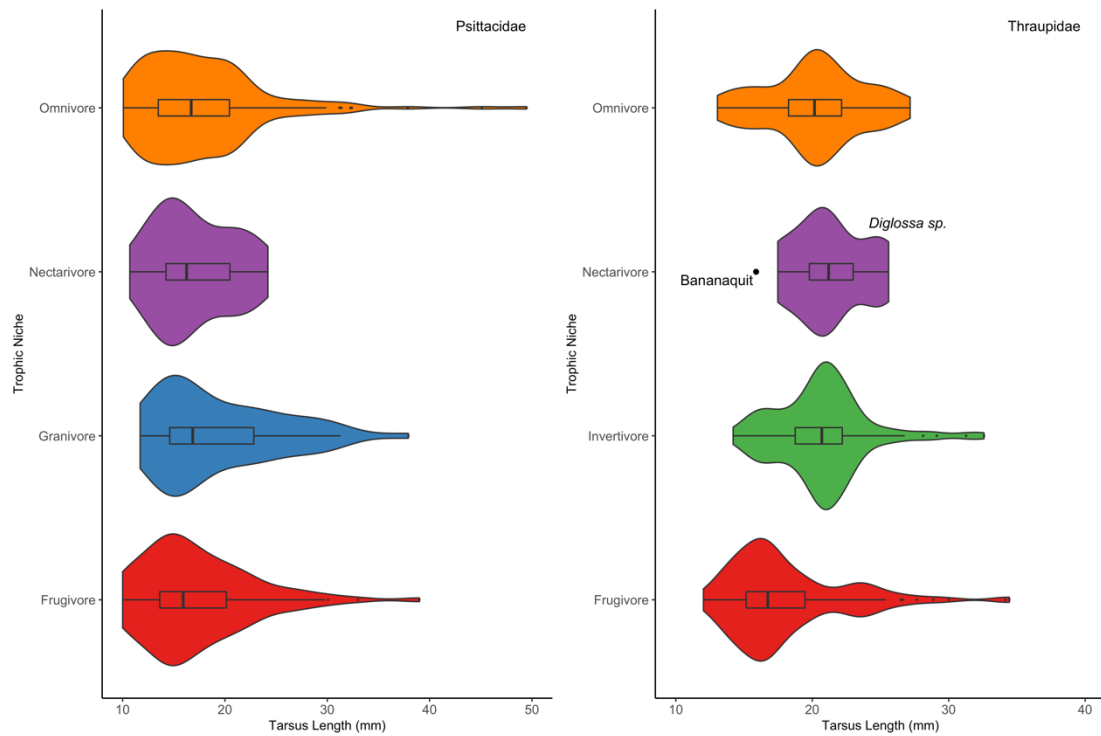 Psittacidae
Trophic Niche
Omnivore
Nectarivore
Granivore
Frugivore
10 20 30 40 50
Tarsus Length (mm)
Thraupidae
Trophic Niche
Omnivore
Diglossa sp.
Nectarivore
Bananaquit
Invertivore
Frugivore
10 20 30 40
Tarsus Length (mm)